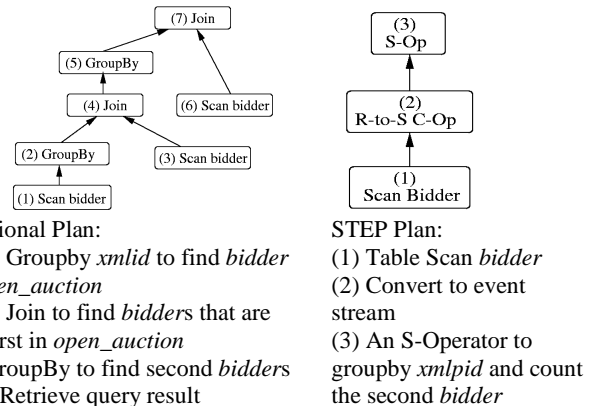 (7) Join
(5) GroupBy
(4) Join
(6) Scan bidder
(2) GroupBy
(3) Scan bidder
(1) Scan bidder
ional Plan:
Groupby xmlid to find bidder
en_auction
Join to find bidders that are
rst in open_auction
roupBy to find second bidders
Retrieve query result
(3)
S-Op
(2)
R-to-S C-Op
(1)
Scan Bidder
STEP Plan:
(1) Table Scan bidder
(2) Convert to event
stream
(3) An S-Operator to
groupby xmlpid and count
the second bidder